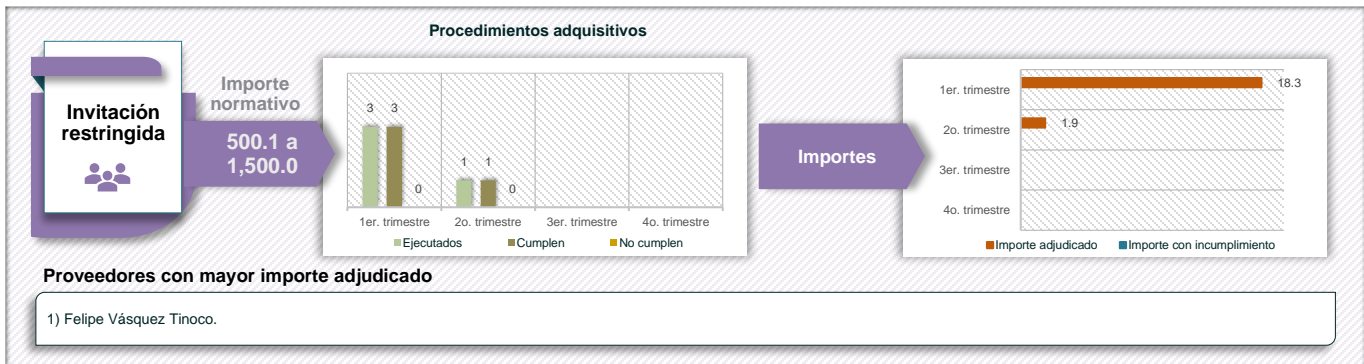 Procedimientos adquisitivos
Invitación
restringida
Importe
normativo
500.1 a
1,500.0
3 3
0
1 1
0
1er. trimestre 2o. trimestre 3er. trimestre 4o. trimestre
Ejecutados Cumplen No cumplen
Importes
1er. trimestre 18.3
2o. trimestre 1.9
3er. trimestre
4o. trimestre
Importe adjudicado Importe con incumplimiento
Proveedores con mayor importe adjudicado
1) Felipe Vásquez Tinoco.